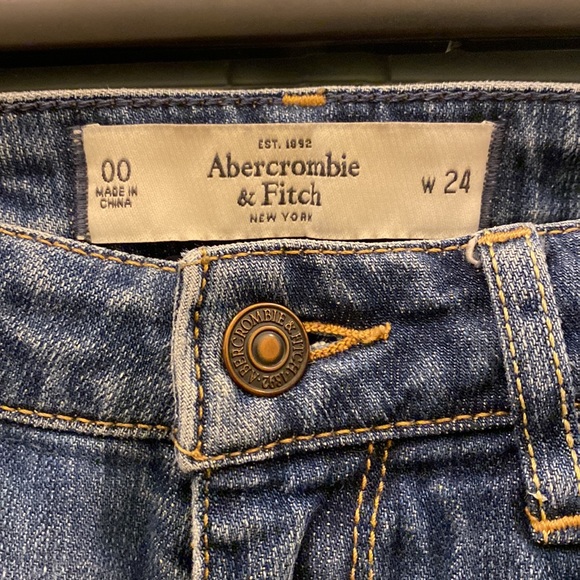 EST. 1892
Abercrombie
& Fitch
NEW YORK
00
MADE IN
CHINA
W 24
ABERCROMBIE & FITCH · 1892 ·